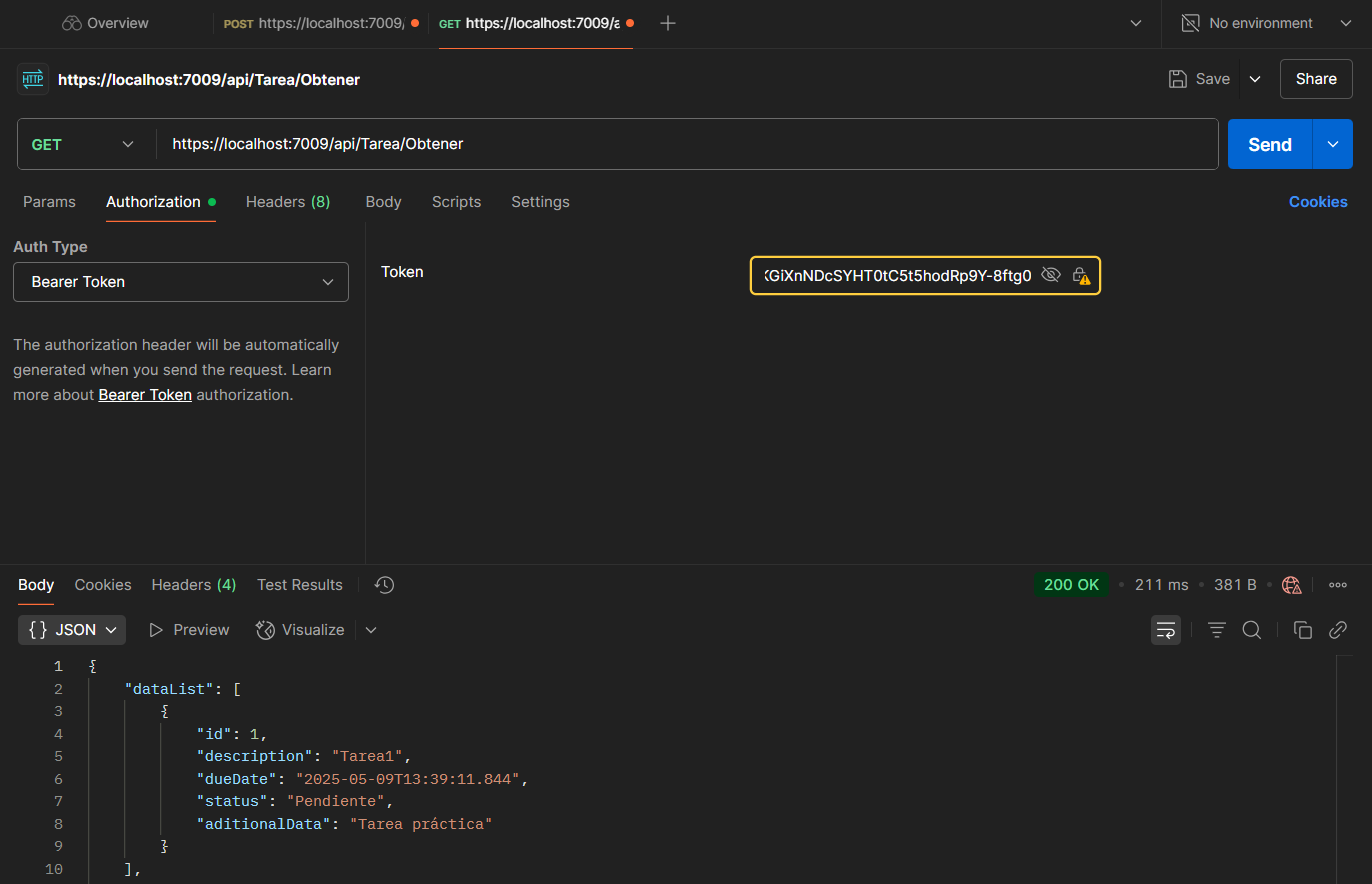 Overview
POST https://localhost:7009/
GET https://localhost:7009/a
No environment
HTTP
https://localhost:7009/api/Tarea/Obtener
Save
Share
GET
https://localhost:7009/api/Tarea/Obtener
Send
Params
Authorization
Headers (8)
Body
Scripts
Settings
Cookies
Auth Type
Bearer Token
The authorization header will be automatically
generated when you send the request. Learn
more about Bearer Token authorization.
Token
GiXnNDcSYHT0tC5t5hodRp9Y-8ftg0
Body
Cookies
Headers (4)
Test Results
200 OK
211 ms
381 B
{} JSON
Preview
Visualize
1 {
2 "dataList": [
3 {
4 "id": 1,
5 "description": "Tarea1",
6 "dueDate": "2025-05-09T13:39:11.844",
7 "status": "Pendiente",
8 "aditionalData": "Tarea práctica"
9 }
10 ],